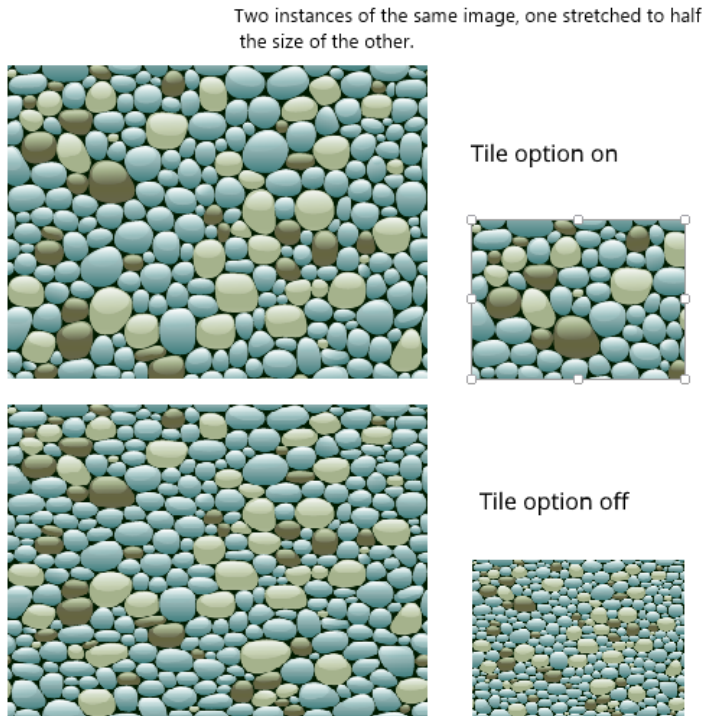 Two instances of the same image, one stretched to half
the size of the other.
Tile option on
Tile option off